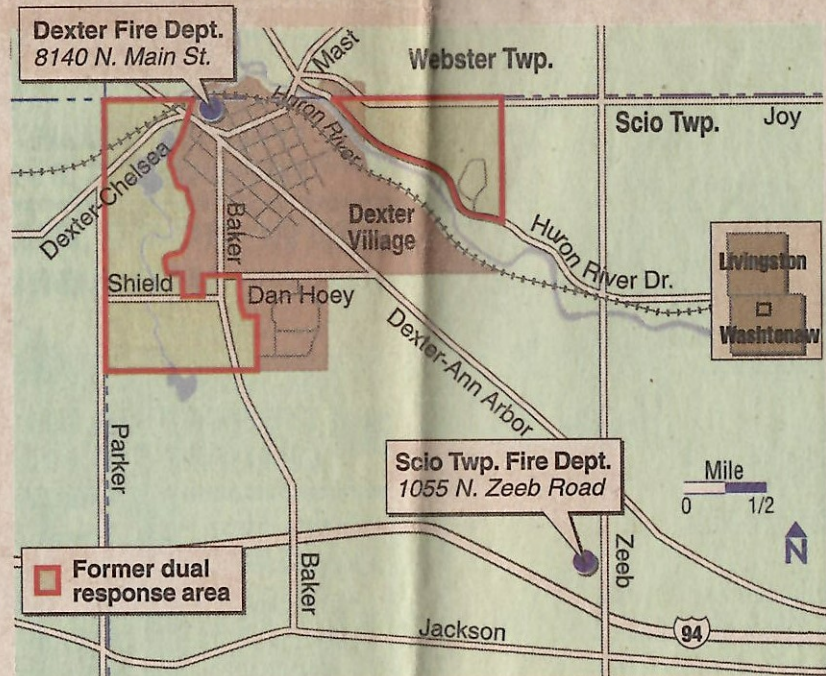 Dexter Fire Dept.
8140 N. Main St.
Mast
Webster Twp.
Huron River
Scio Twp.
Joy
Dexter-Chelsea
Baker
Dexter
Village
Huron River Dr.
Livingston
Washtonaw
Shield
Dan Hoey
Dexter-Ann Arbor
Parker
Scio Twp. Fire Dept.
1055 N. Zeeb Road
Mile
0 1/2
N
Zeeb
Former dual
response area
Baker
Jackson
94